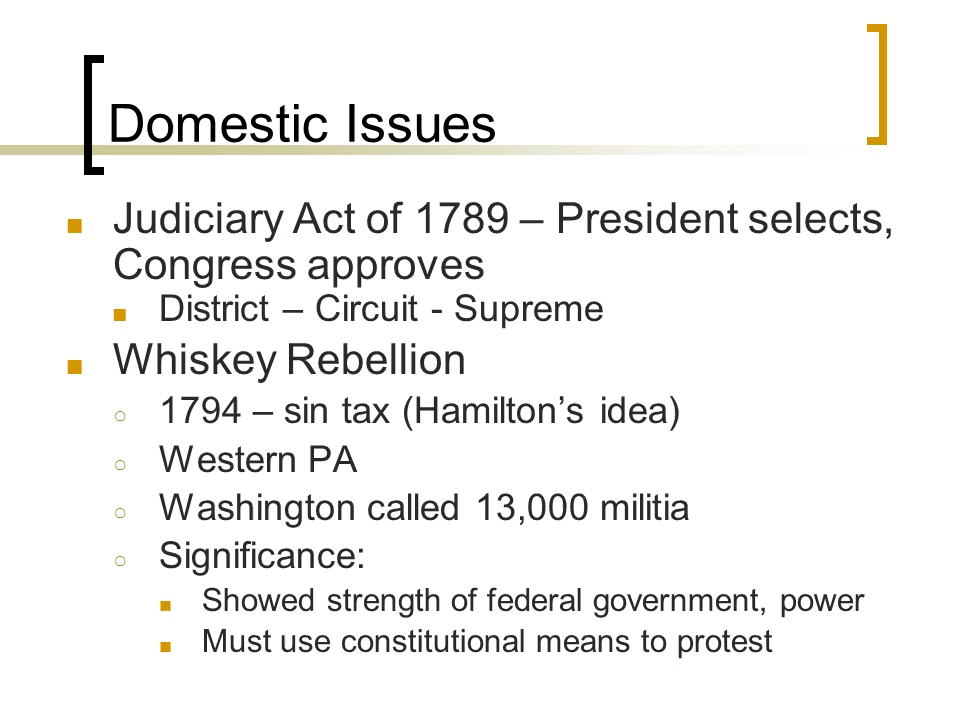 Domestic Issues
■ Judiciary Act of 1789 – President selects,
Congress approves
■ District – Circuit - Supreme
■ Whiskey Rebellion
○ 1794 – sin tax (Hamilton’s idea)
○ Western PA
○ Washington called 13,000 militia
○ Significance:
■ Showed strength of federal government, power
■ Must use constitutional means to protest